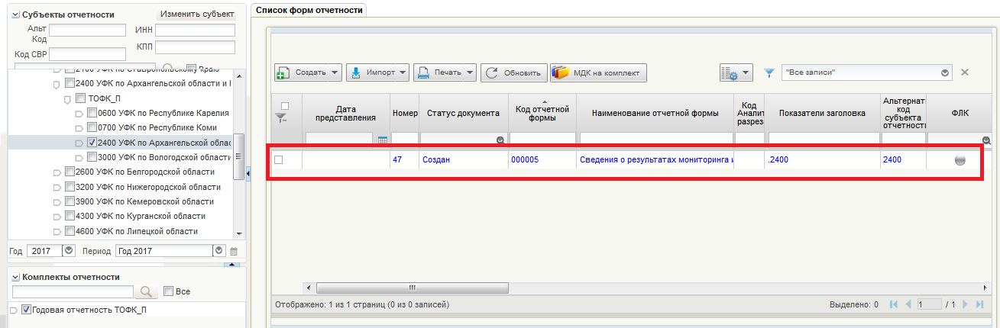 Субъекты отчетности
Изменить субъект
Альт Код
ИНН
КПП
Код СВР
2400 УФК по Архангельской области и
ТОФК_П
0600 УФК по Республике Карелия
0700 УФК по Республике Коми
2400 УФК по Архангельской облас
3000 УФК по Вологодской области
2600 УФК по Белгородской области
3200 УФК по Нижегородской области
3900 УФК по Кемеровской области
4300 УФК по Курганской области
4600 УФК по Липецкой области
Год 2017 Период Год 2017
Комплекты отчетности
Все
Годовая отчетность ТОФК_П
Список форм отчетности
Создать Импорт Печать Обновить МДК на комплект "Все записи"
Дата представления
Номер
Статус документа
Код отчетной формы
Наименование отчетной формы
Код Аналит разрез
Показатели заголовка
Альтернат код субъекта отчетност
ФЛК
47 Создан 000005 Сведения о результатах мониторинга и .2400 2400
Отображено: 1 из 1 страниц (0 из 0 записей)
Выделено: 0 1 / 1